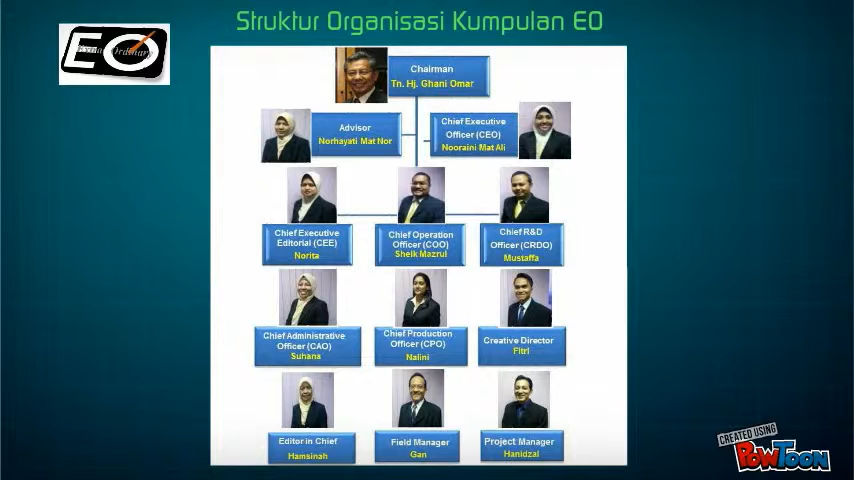 Struktur Organisasi Kumpulan EO
EO
Chairman
Tn. Hj. Ghani Omar
Advisor
Norhayati Mat Nor
Chief Executive
Officer (CEO)
Nooraini Mat Ali
Chief Executive
Editorial (CEE)
Norita
Chief Operation
Officer (COO)
Sheik Mazrul
Chief R&D
Officer (CRDO)
Mustaffa
Chief Administrative
Officer (CAO)
Suhana
Chief Production
Officer (CPO)
Nalini
Creative Director
Fitri
Editor in Chief
Hamsinah
Field Manager
Gan
Project Manager
Hanidzal
CREATED USING
POWTOON